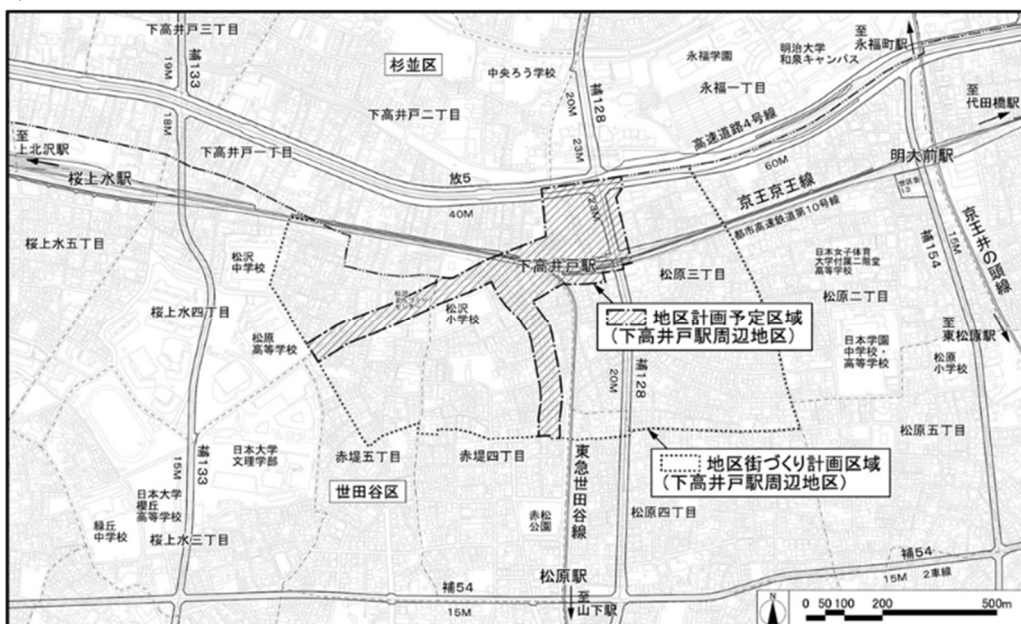 下高井戸三丁目
補133
19M
18M
杉並区
中央ろう学校
下高井戸二丁目
20M
補128
23M
永福学園
永福一丁目
明治大学
和泉キャンパス
至
永福町駅
至
代田橋駅
高速道路4号線
60M
明大前駅
京王京王線
都市高速鉄道第10号線
至
上北沢駅
桜上水駅
下高井戸一丁目
放5
40M
23M
京王井の頭線
補154
15M
桜上水五丁目
松沢
中学校
下高井戸駅
松原三丁目
日本女子体育
大学付属二階堂
高等学校
松原二丁目
桜上水四丁目
松沢
小学校
松原
高等学校
地区計画予定区域
(下高井戸駅周辺地区)
日本学園
中学校・
高等学校
至
東松原駅
松原
小学校
20M
補128
松原五丁目
日本大学
文理学部
赤堤五丁目
赤堤四丁目
東急世田谷線
地区街づくり計画区域
(下高井戸駅周辺地区)
補133
15M
世田谷区
日本大学
櫻丘
高等学校
緑丘
中学校
桜上水三丁目
赤松
公園
松原四丁目
補54
15M
松原駅
至
山下駅
補54
15M
2車線
N
0 50 100 200 500m